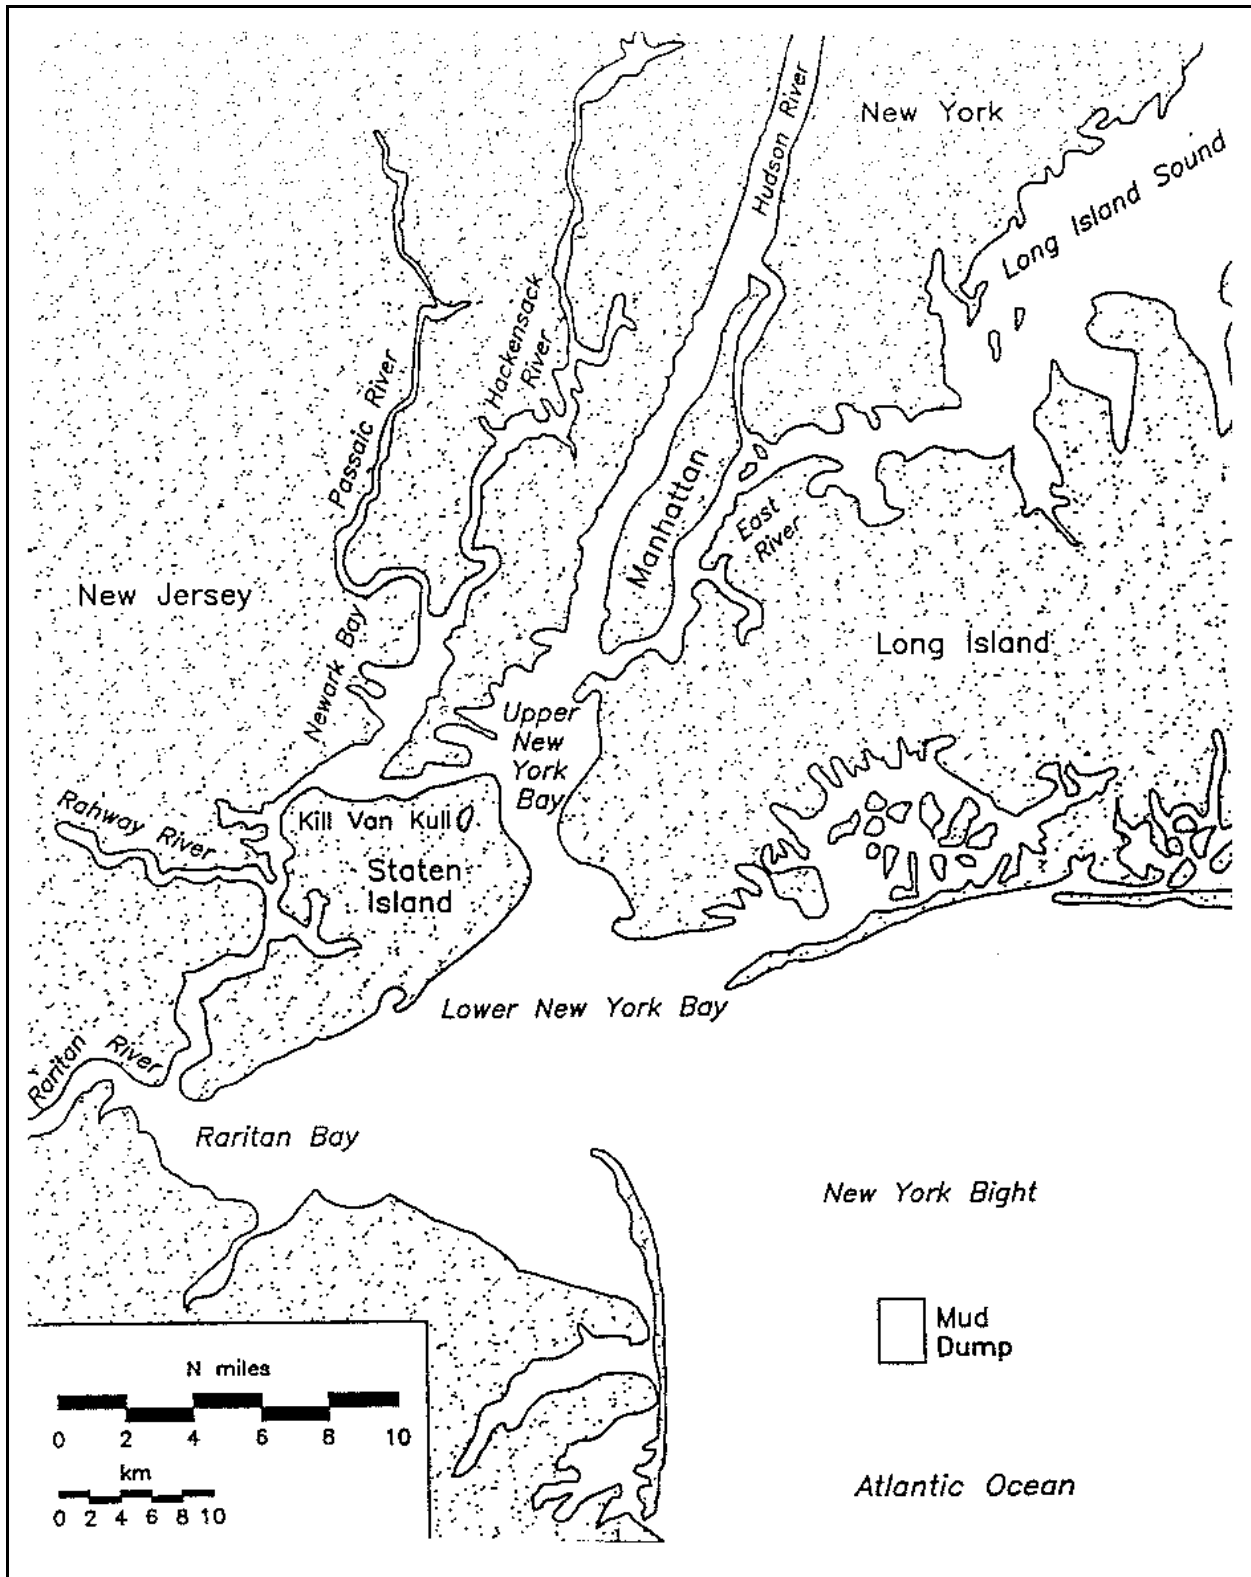 New York
Hudson River
Long Island Sound
Hackensack
River
Passaic River
Manhattan
East
River
New Jersey
Newark Bay
Long Island
Upper
New
York
Bay
Rahway River
Kill Van Kull
Staten
Island
Lower New York Bay
Raritan River
Raritan Bay
New York Bight
Mud
Dump
N miles
0 2 4 6 8 10
km
0 2 4 6 8 10
Atlantic Ocean